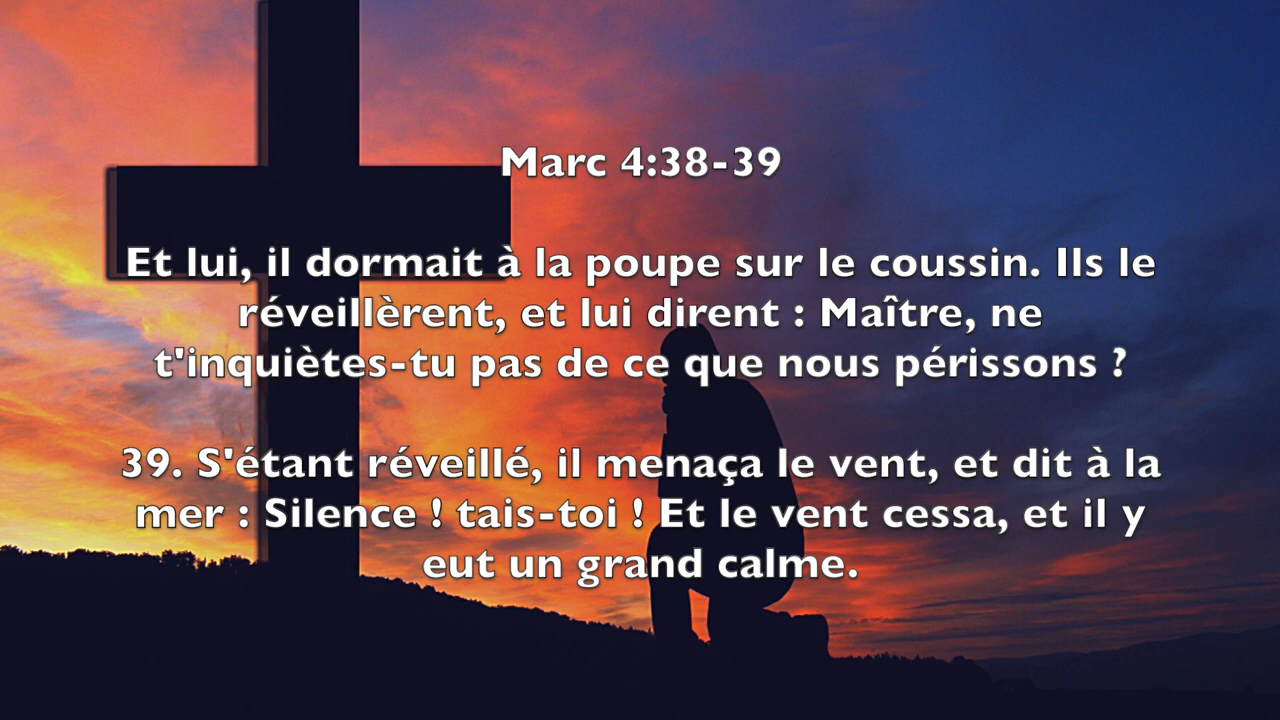 Marc 4:38-39
Et lui, il dormait à la poupe sur le coussin. Ils le
réveillèrent, et lui dirent : Maître, ne
t'inquiètes-tu pas de ce que nous périssons ?
39. S'étant réveillé, il menaça le vent, et dit à la
mer : Silence ! tais-toi ! Et le vent cessa, et il y
eut un grand calme.